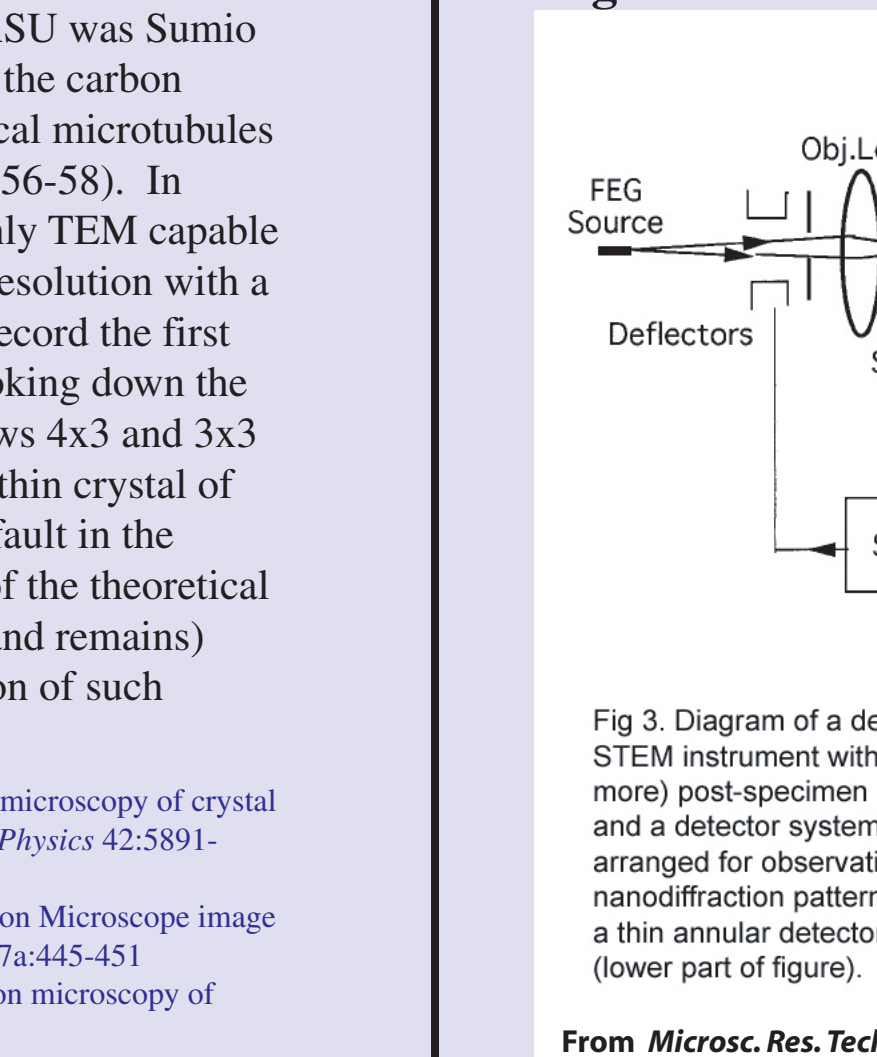 SU was Sumio
the carbon
cal microtubules
56-58). In
nly TEM capable
esolution with a
ecord the first
oking down the
ws 4x3 and 3x3
thin crystal of
fault in the
of the theoretical
and remains)
on of such
microscopy of crystal
Physics 42:5891-
on Microscope image
7a:445-451
on microscopy of
Obj.L
FEG
Source
Deflectors
S
S
Fig 3. Diagram of a de
STEM instrument with
more) post-specimen
and a detector system
arranged for observati
nanodiffraction pattern
a thin annular detector
(lower part of figure).
From Microsc. Res. Tech